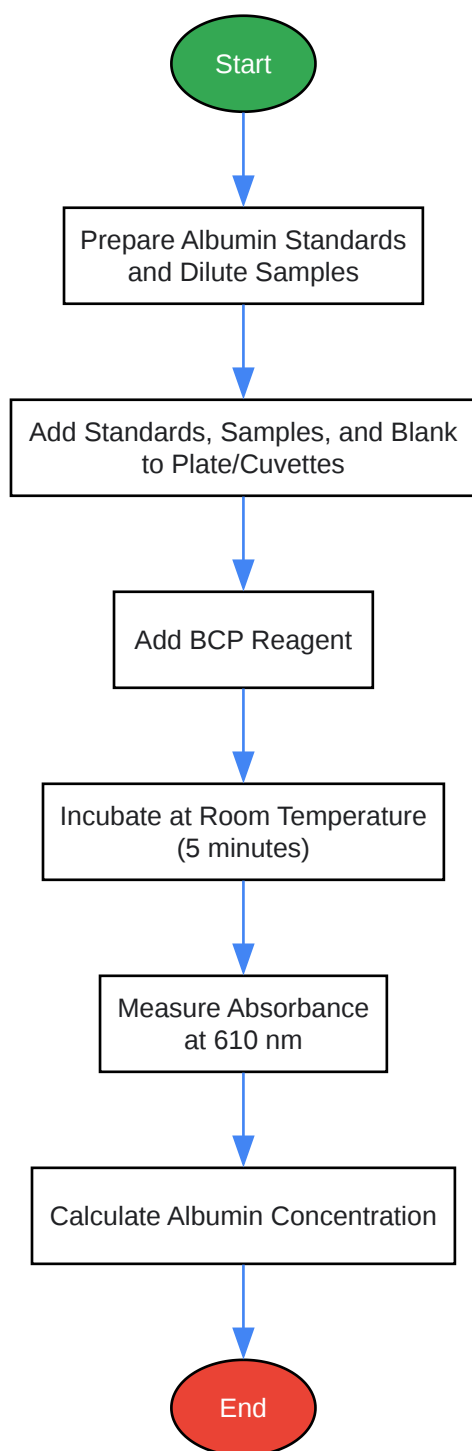 Start
Prepare Albumin Standards
and Dilute Samples
Add Standards, Samples, and Blank
to Plate/Cuvettes
Add BCP Reagent
Incubate at Room Temperature
(5 minutes)
Measure Absorbance
at 610 nm
Calculate Albumin Concentration
End